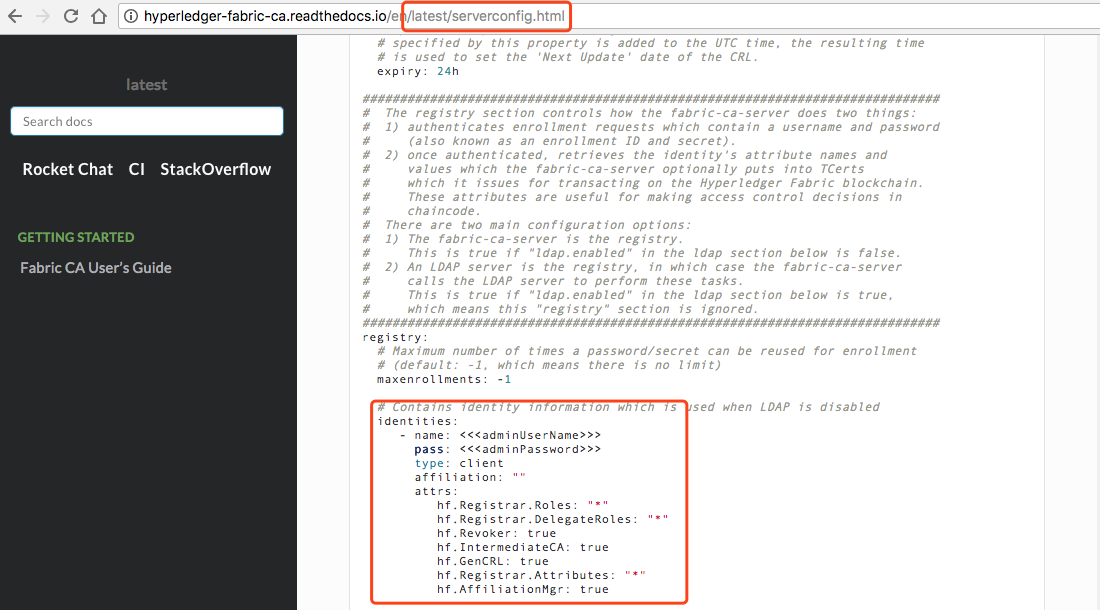 hyperledger-fabric-ca.readthedocs.io/en/latest/serverconfig.html
latest
Search docs
Rocket Chat CI StackOverflow
GETTING STARTED
Fabric CA User's Guide
# specified by this property is added to the UTC time, the resulting time
# is used to set the 'Next Update' date of the CRL.
expiry: 24h
#############################################################################
# The registry section controls how the fabric-ca-server does two things:
# 1) authenticates enrollment requests which contain a username and password
# (also known as an enrollment ID and secret).
# 2) once authenticated, retrieves the identity's attribute names and
# values which the fabric-ca-server optionally puts into TCerts
# which it issues for transacting on the Hyperledger Fabric blockchain.
# These attributes are useful for making access control decisions in
# chaincode.
# There are two main configuration options:
# 1) The fabric-ca-server is the registry.
# This is true if "ldap.enabled" in the ldap section below is false.
# 2) An LDAP server is the registry, in which case the fabric-ca-server
# calls the LDAP server to perform these tasks.
# This is true if "ldap.enabled" in the ldap section below is true,
# which means this "registry" section is ignored.
#############################################################################
registry:
# Maximum number of times a password/secret can be reused for enrollment
# (default: -1, which means there is no limit)
maxenrollments: -1
# Contains identity information which is used when LDAP is disabled
identities:
- name: <<<adminUserName>>>
pass: <<<adminPassword>>>
type: client
affiliation: ""
attrs:
hf.Registrar.Roles: "*"
hf.Registrar.DelegateRoles: "*"
hf.Revoker: true
hf.IntermediateCA: true
hf.GenCRL: true
hf.Registrar.Attributes: "*"
hf.AffiliationMgr: true